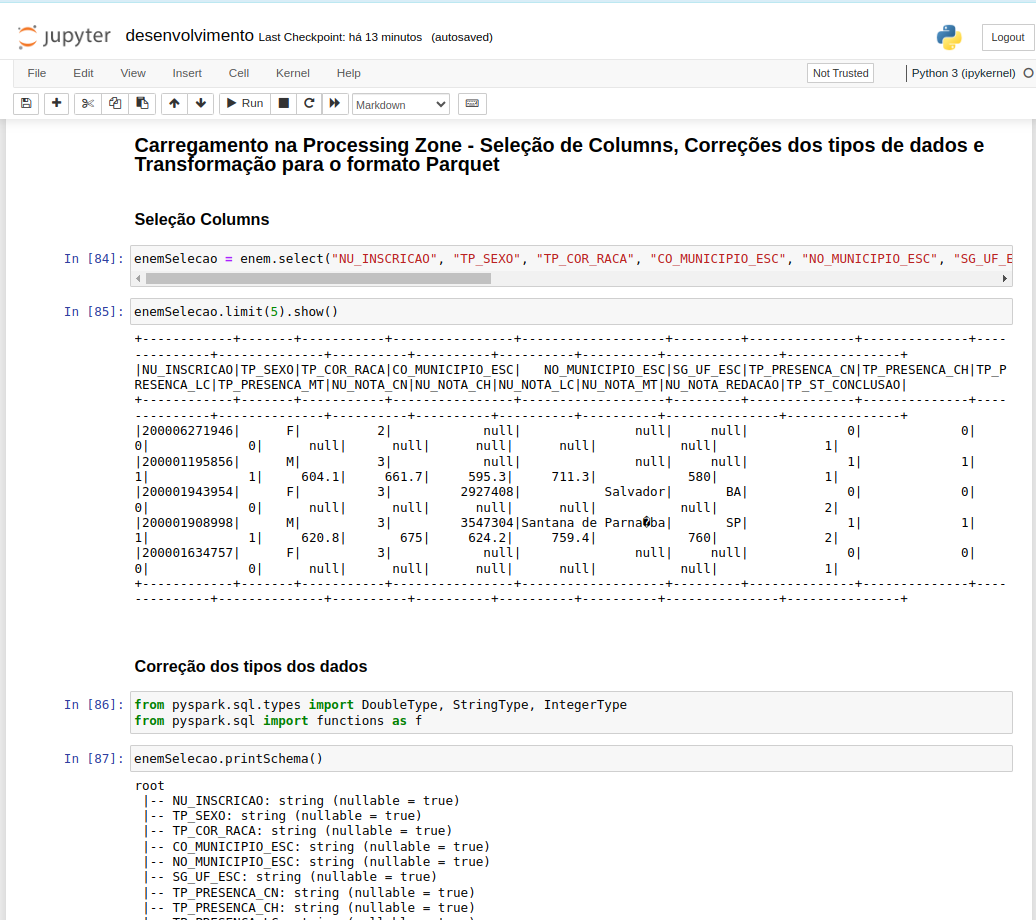 jupyter desenvolvimento Last Checkpoint: há 13 minutos (autosaved) Logout
File Edit View Insert Cell Kernel Help Not Trusted Python 3 (ipykernel)
Run Markdown
Carregamento na Processing Zone - Seleção de Columns, Correções dos tipos de dados e
Transformação para o formato Parquet
Seleção Columns
In [84]: enemSelecao = enem.select("NU_INSCRICAO", "TP_SEXO", "TP_COR_RACA", "CO_MUNICIPIO_ESC", "NO_MUNICIPIO_ESC", "SG_UF_E
In [85]: enemSelecao.limit(5).show()
+------------+-------+-----------+----------------+-------------------+---------+--------------+--------------+----
----------+--------------+----------+----------+----------+----------+---------------+---------------+
|NU_INSCRICAO|TP_SEXO|TP_COR_RACA|CO_MUNICIPIO_ESC|   NO_MUNICIPIO_ESC|SG_UF_ESC|TP_PRESENCA_CN|TP_PRESENCA_CH|TP_P
RESENCA_LC|TP_PRESENCA_MT|NU_NOTA_CN|NU_NOTA_CH|NU_NOTA_LC|NU_NOTA_MT|NU_NOTA_REDACAO|TP_ST_CONCLUSAO|
+------------+-------+-----------+----------------+-------------------+---------+--------------+--------------+----
----------+--------------+----------+----------+----------+----------+---------------+---------------+
|200006271946|      F|          2|            null|               null|     null|             0|             0|
0|             0|      null|      null|      null|      null|           null|              1|
|200001195856|      M|          3|            null|               null|     null|             1|             1|
1|             1|     604.1|     661.7|     595.3|     711.3|            580|              1|
|200001943954|      F|          3|         2927408|           Salvador|       BA|             0|             0|
0|             0|      null|      null|      null|      null|           null|              2|
|200001908998|      M|          3|         3547304|Santana de Parna�ba|       SP|             1|             1|
1|             1|     620.8|       675|     624.2|     759.4|            760|              2|
|200001634757|      F|          3|            null|               null|     null|             0|             0|
0|             0|      null|      null|      null|      null|           null|              1|
+------------+-------+-----------+----------------+-------------------+---------+--------------+--------------+----
----------+--------------+----------+----------+----------+----------+---------------+---------------+
Correção dos tipos dos dados
In [86]: from pyspark.sql.types import DoubleType, StringType, IntegerType
from pyspark.sql import functions as f
In [87]: enemSelecao.printSchema()
root
|-- NU_INSCRICAO: string (nullable = true)
|-- TP_SEXO: string (nullable = true)
|-- TP_COR_RACA: string (nullable = true)
|-- CO_MUNICIPIO_ESC: string (nullable = true)
|-- NO_MUNICIPIO_ESC: string (nullable = true)
|-- SG_UF_ESC: string (nullable = true)
|-- TP_PRESENCA_CN: string (nullable = true)
|-- TP_PRESENCA_CH: string (nullable = true)